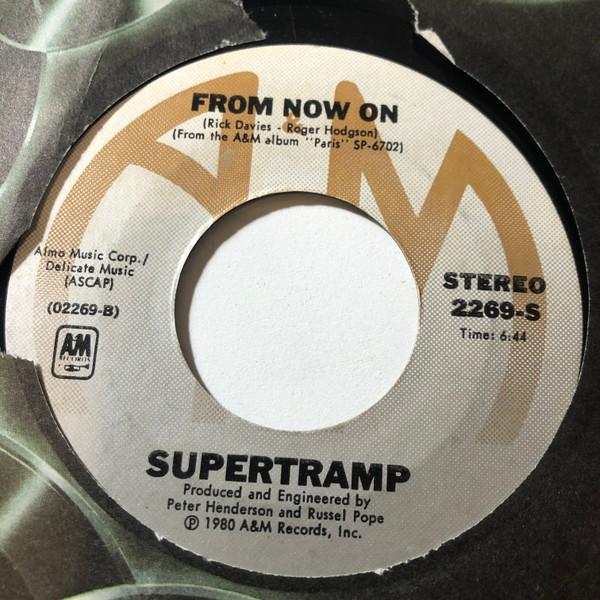 FROM NOW ON
(Rick Davies - Roger Hodgson)
(From the A&M album "Paris" SP-6702)
Almo Music Corp./
Delicate Music
(ASCAP)
(02269-B)
A&M
RECORDS
STEREO
2269-S
Time: 6:44
SUPERTRAMP
Produced and Engineered by
Peter Henderson and Russel Pope
℗ 1980 A&M Records, Inc.